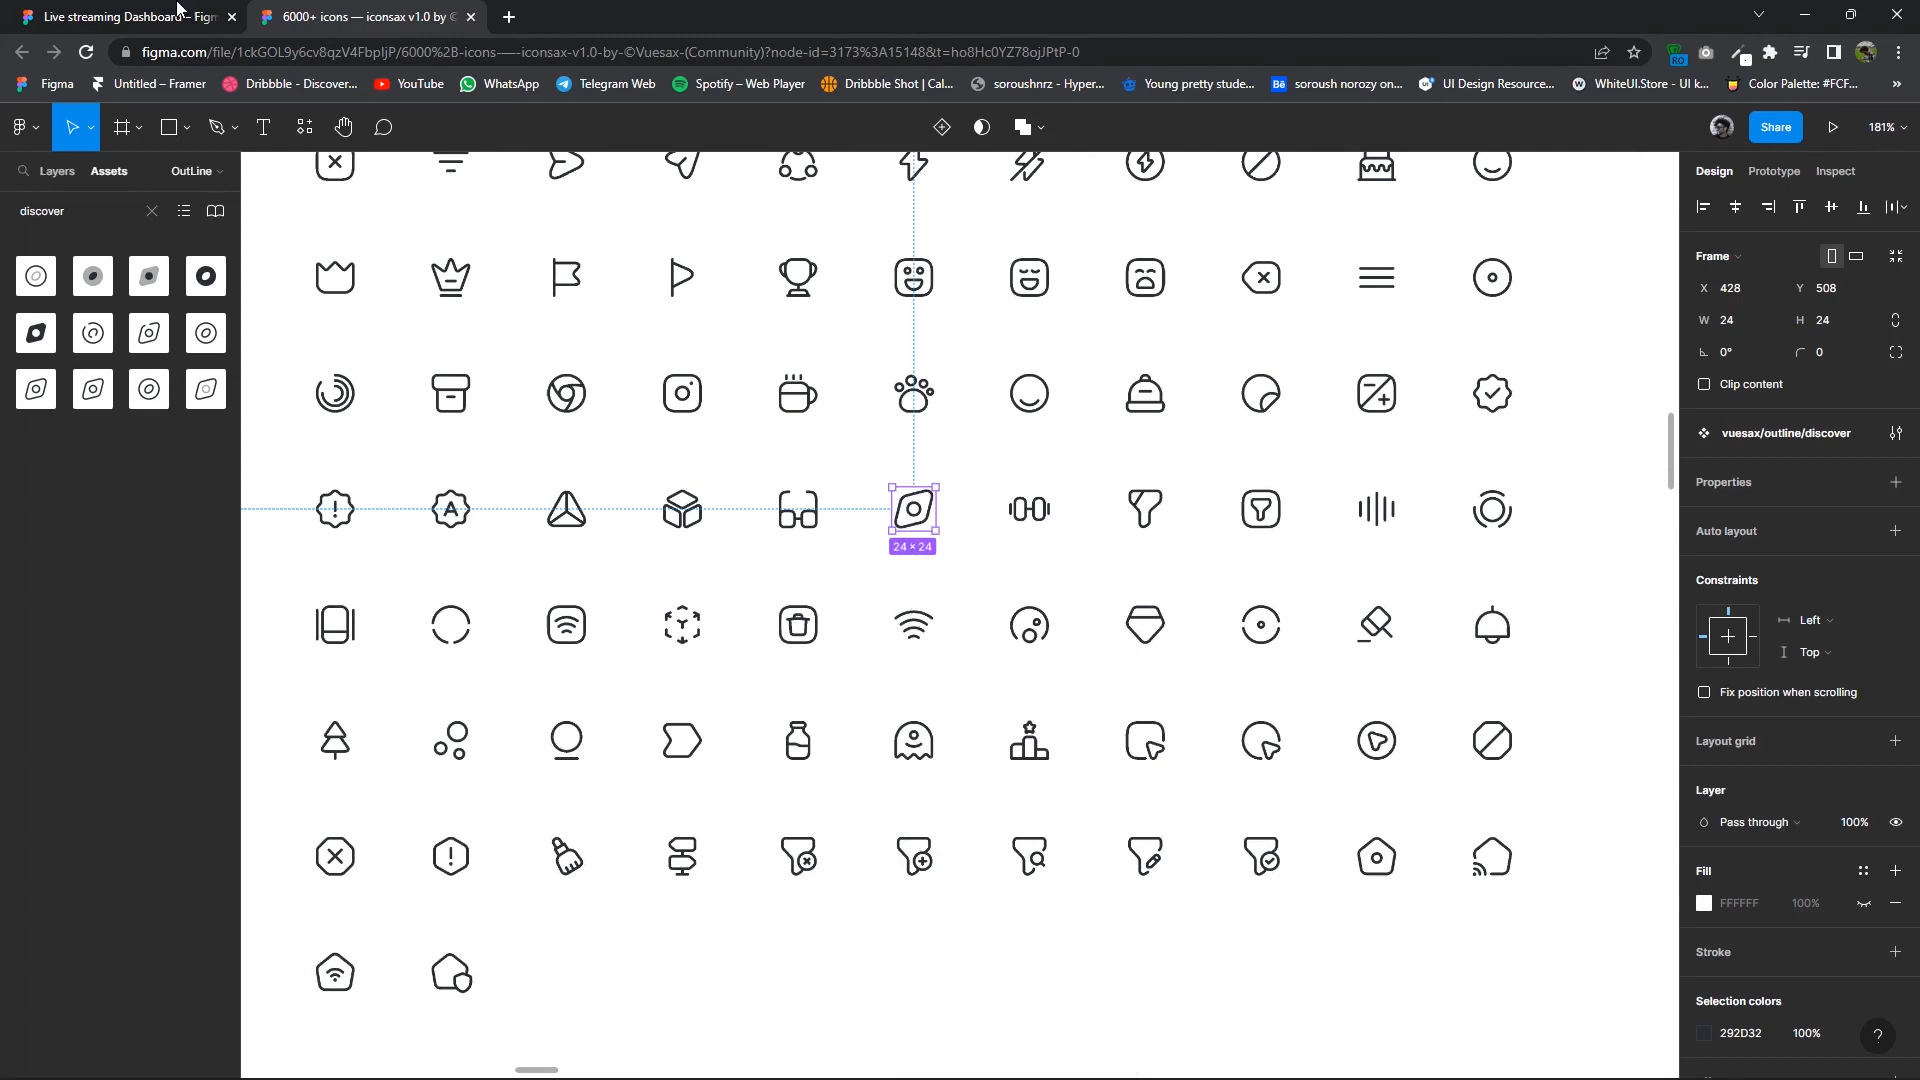 Live streaming Dashboard – Figm
6000+ icons — iconsax v1.0 by ©
figma.com/file/1ckGOL9y6cv8qzV4FbpljP/6000%2B-icons-—-iconsax-v1.0-by-©Vuesax-(Community)?node-id=3173%3A15148&t=ho8Hc0YZ78ojJPtP-0
RO
Figma
Untitled – Framer
Dribbble - Discover...
YouTube
WhatsApp
Telegram Web
Spotify – Web Player
Dribbble Shot | Cal...
soroushnrz - Hyper...
Young pretty stude...
Bē
soroush norozy on...
UI Design Resource...
WhiteUI.Store - UI k...
Color Palette: #FCF...
»
Share
181%
Layers
Assets
OutLine
discover
24 × 24
A
Design
Prototype
Inspect
Frame
X 428
Y 508
W 24
H 24
0°
0
Clip content
vuesax/outline/discover
Properties
Auto layout
Constraints
Left
Top
Fix position when scrolling
Layout grid
Layer
Pass through
100%
Fill
FFFFFF
100%
Stroke
Selection colors
292D32
100%
?